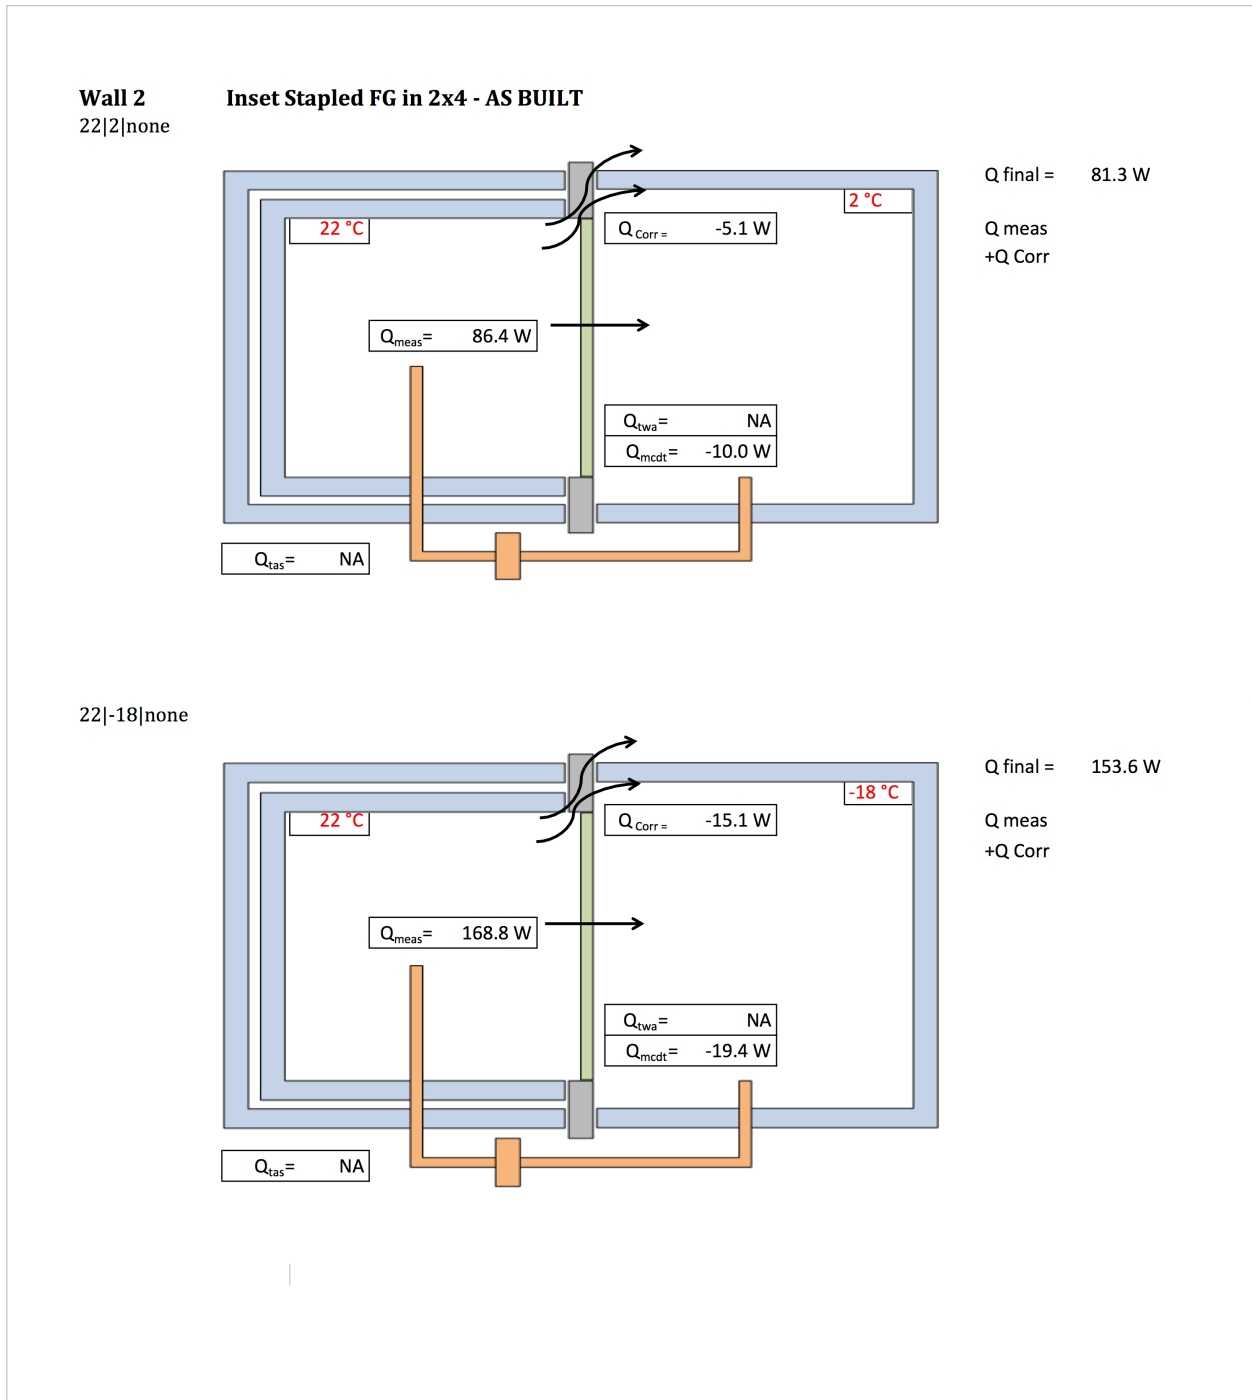 Wall 2 Inset Stapled FG in 2x4 - AS BUILT
22|2|none
Q final = 81.3 W
2 °C
22 °C
Q Corr = -5.1 W
Q meas
+Q Corr
Qmeas= 86.4 W
Qtwa= NA
Qmcdt= -10.0 W
Qtas= NA
22|-18|none
Q final = 153.6 W
-18 °C
22 °C
Q Corr = -15.1 W
Q meas
+Q Corr
Qmeas= 168.8 W
Qtwa= NA
Qmcdt= -19.4 W
Qtas= NA